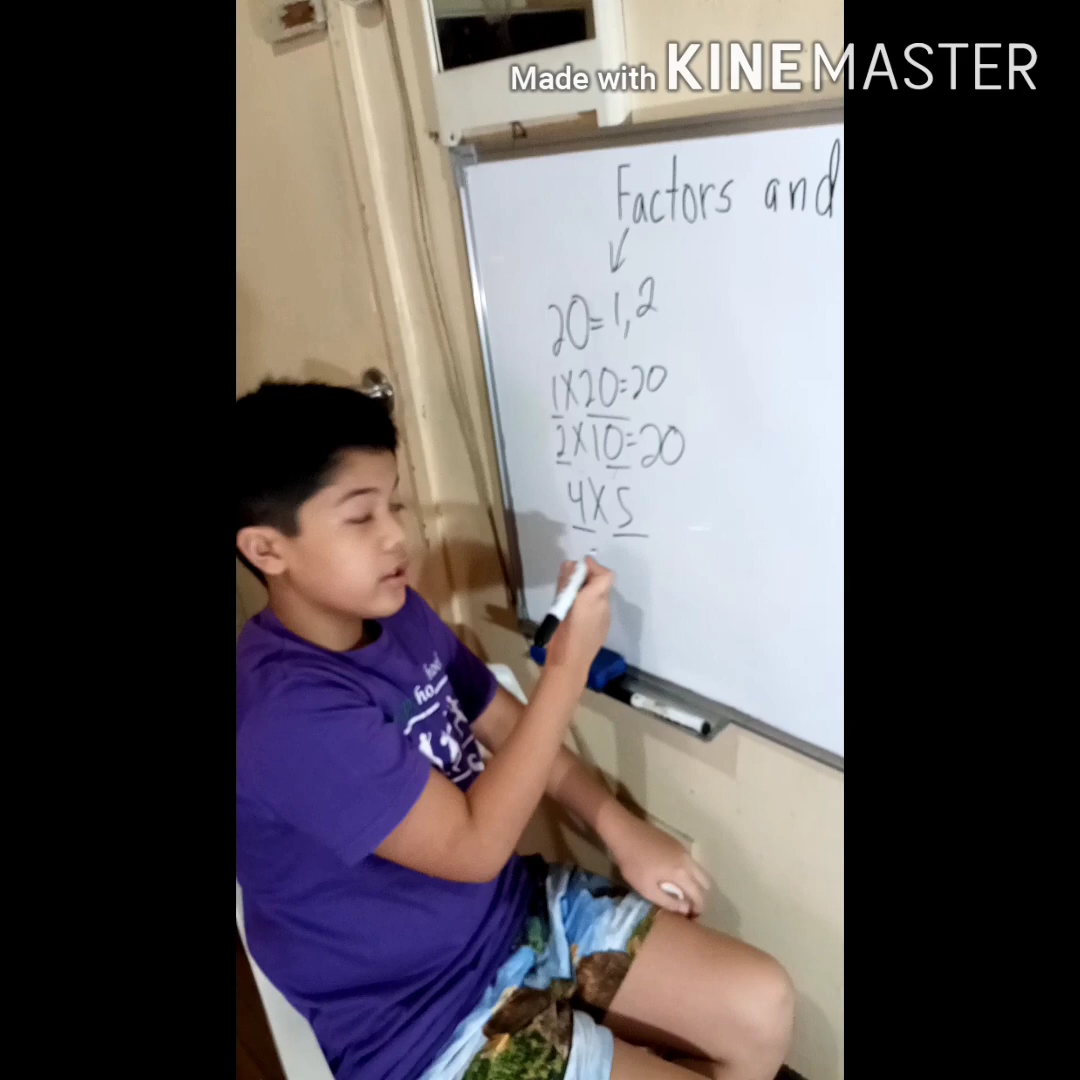 Made with KINEMASTER
Factors and
20=1,2
1X20=20
2X10=20
4X5